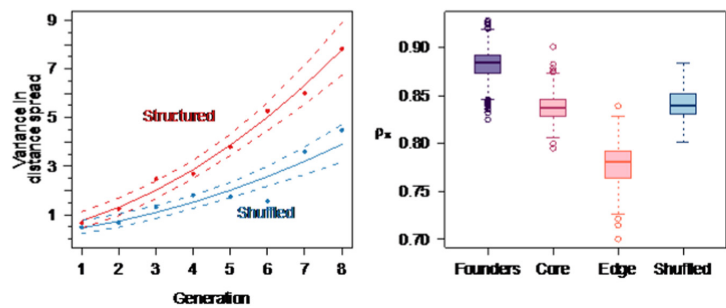 9
7
5
3
1
Variance in
distance spread
Structured
Shuffled
1 2 3 4 5 6 7 8
Generation
0.90
0.85
0.80
0.75
0.70
ρx
Founders Core Edge Shuffled